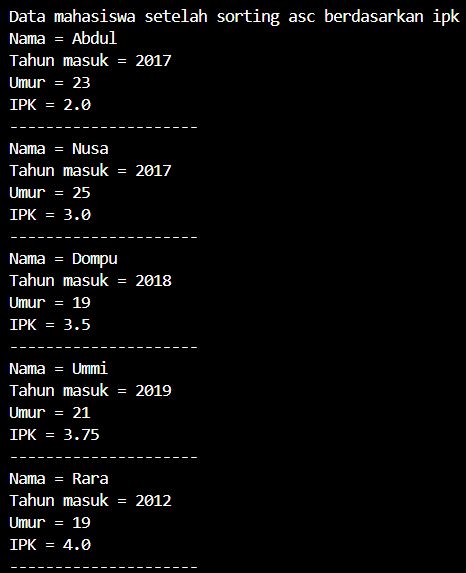 Data mahasiswa setelah sorting asc berdasarkan ipk
Nama = Abdul
Tahun masuk = 2017
Umur = 23
IPK = 2.0
---------------------
Nama = Nusa
Tahun masuk = 2017
Umur = 25
IPK = 3.0
---------------------
Nama = Dompu
Tahun masuk = 2018
Umur = 19
IPK = 3.5
---------------------
Nama = Ummi
Tahun masuk = 2019
Umur = 21
IPK = 3.75
---------------------
Nama = Rara
Tahun masuk = 2012
Umur = 19
IPK = 4.0
---------------------